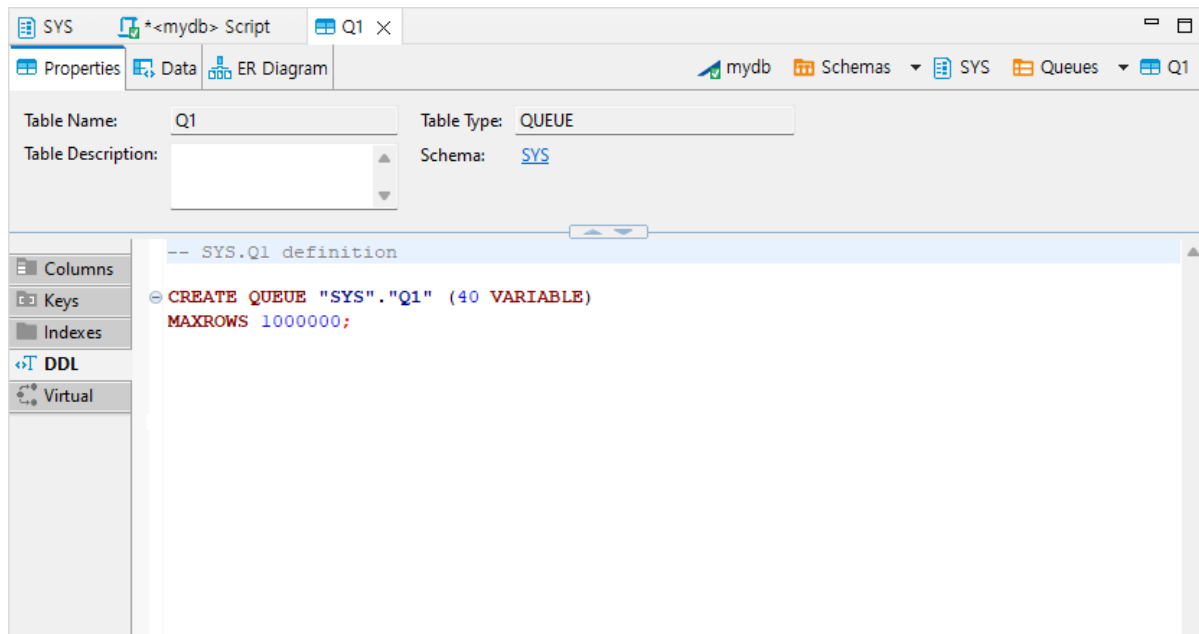 SYS *<mydb> Script Q1
Properties Data ER Diagram mydb Schemas SYS Queues Q1
Table Name: Q1 Table Type: QUEUE
Table Description: Schema: SYS
-- SYS.Q1 definition
Columns
Keys
CREATE QUEUE "SYS"."Q1" (40 VARIABLE)
MAXROWS 1000000;
Indexes
DDL
Virtual